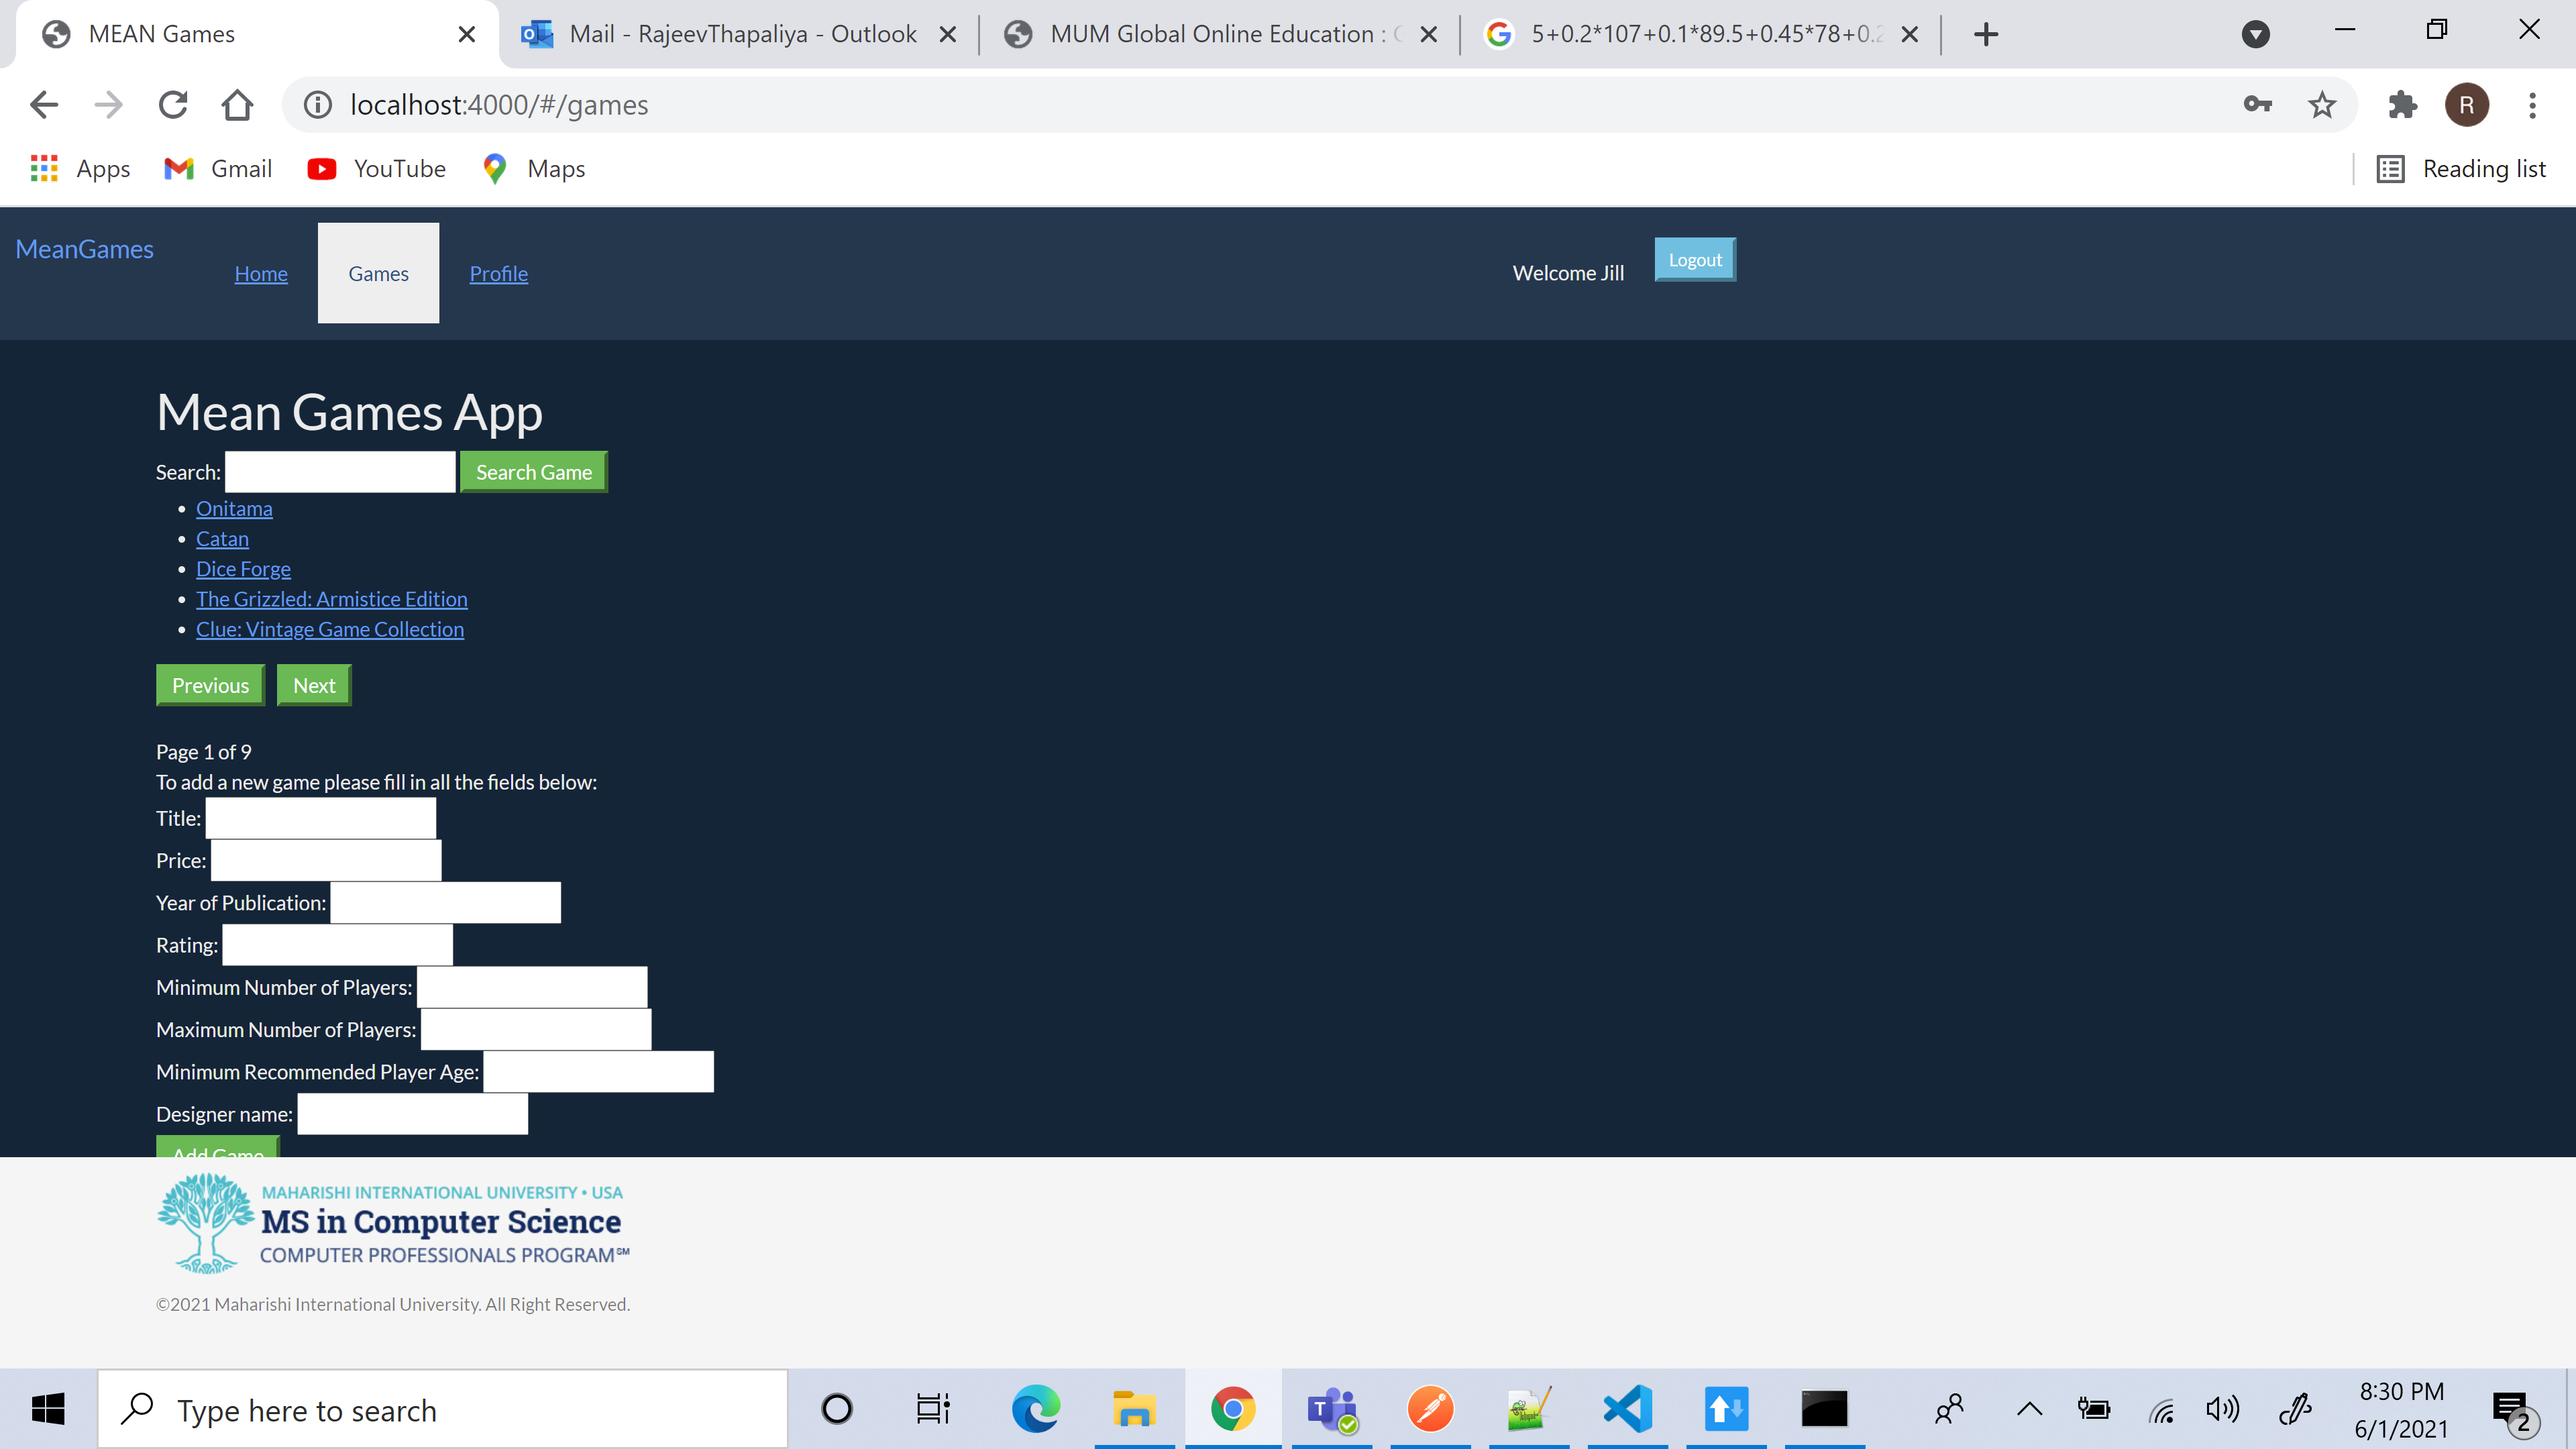 MEAN Games
Mail - RajeevThapaliya - Outlook
MUM Global Online Education :
5+0.2*107+0.1*89.5+0.45*78+0.2
localhost:4000/#/games
R
Apps
Gmail
YouTube
Maps
Reading list
MeanGames
Home
Games
Profile
Welcome Jill
Logout
Mean Games App
Search:
Search Game
Onitama
Catan
Dice Forge
The Grizzled: Armistice Edition
Clue: Vintage Game Collection
Previous
Next
Page 1 of 9
To add a new game please fill in all the fields below:
Title:
Price:
Year of Publication:
Rating:
Minimum Number of Players:
Maximum Number of Players:
Minimum Recommended Player Age:
Designer name:
Add Game
MAHARISHI INTERNATIONAL UNIVERSITY • USA
MS in Computer Science
COMPUTER PROFESSIONALS PROGRAM℠
©2021 Maharishi International University. All Right Reserved.
Type here to search
8:30 PM
6/1/2021
2